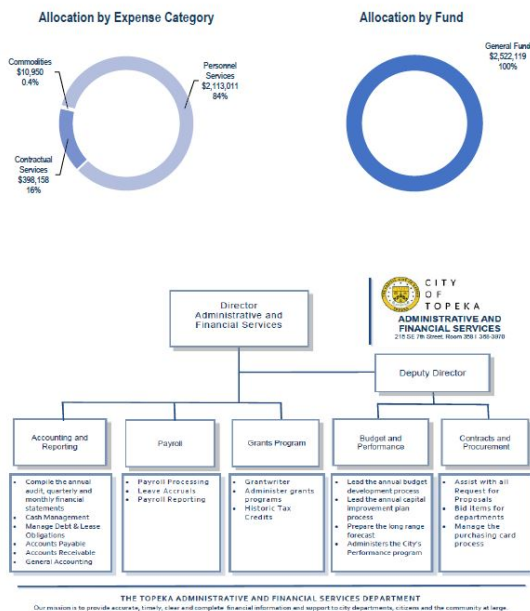 Allocation by Expense Category
Allocation by Fund
Commodities
$10,950
0.4%
Personnel
Services
$2,113,011
84%
Contractual
Services
$398,158
16%
General Fund
$2,522,119
100%
CITY
OF
TOPEKA
ADMINISTRATIVE AND
FINANCIAL SERVICES
215 SE 7th Street, Room 358 | 368-3970
Director
Administrative and
Financial Services
Deputy Director
Accounting and
Reporting
Payroll
Grants Program
Budget and
Performance
Contracts and
Procurement
• Compile the annual
audit, quarterly and
monthly financial
statements
• Cash Management
• Manage Debt & Lease
Obligations
• Accounts Payable
• Accounts Receivable
• General Accounting
• Payroll Processing
• Leave Accruals
• Payroll Reporting
• Grantwriter
• Administer grants
programs
• Historic Tax
Credits
• Lead the annual budget
development process
• Lead the annual capital
improvement plan
process
• Prepare the long range
forecast
• Administers the City's
Performance program
• Assist with all
Request for
Proposals
• Bid items for
departments
• Manage the
purchasing card
process
THE TOPEKA ADMINISTRATIVE AND FINANCIAL SERVICES DEPARTMENT
Our mission is to provide accurate, timely, clear and complete financial information and support to city departments, citizens and the community at large.